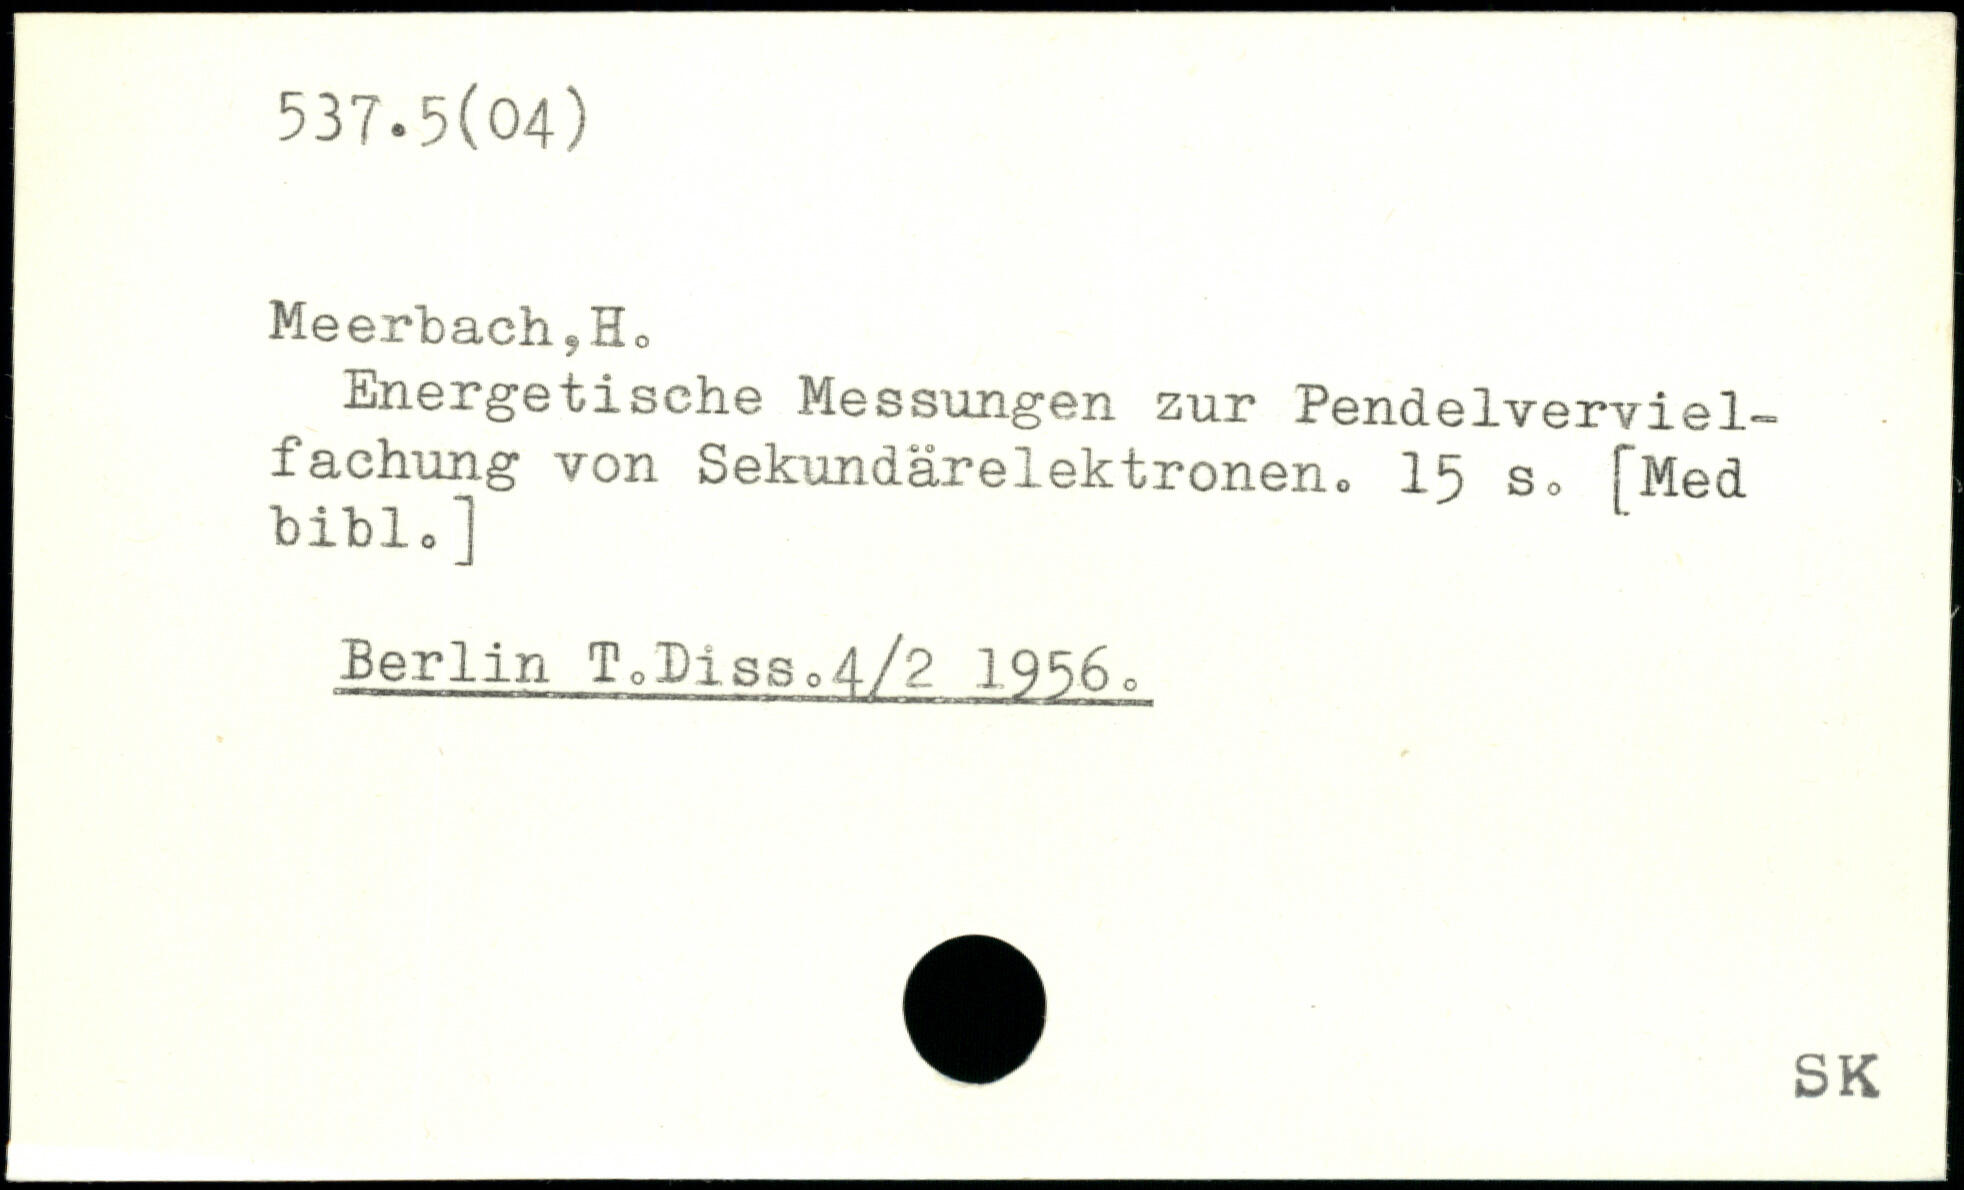 537.5(04)
Meerbach,H.
Energetische Messungen zur Pendelverviel-
fachung von Sekundärelektronen. 15 s. [Med
bibl.]
Berlin T.Diss.4/2 1956.
SK